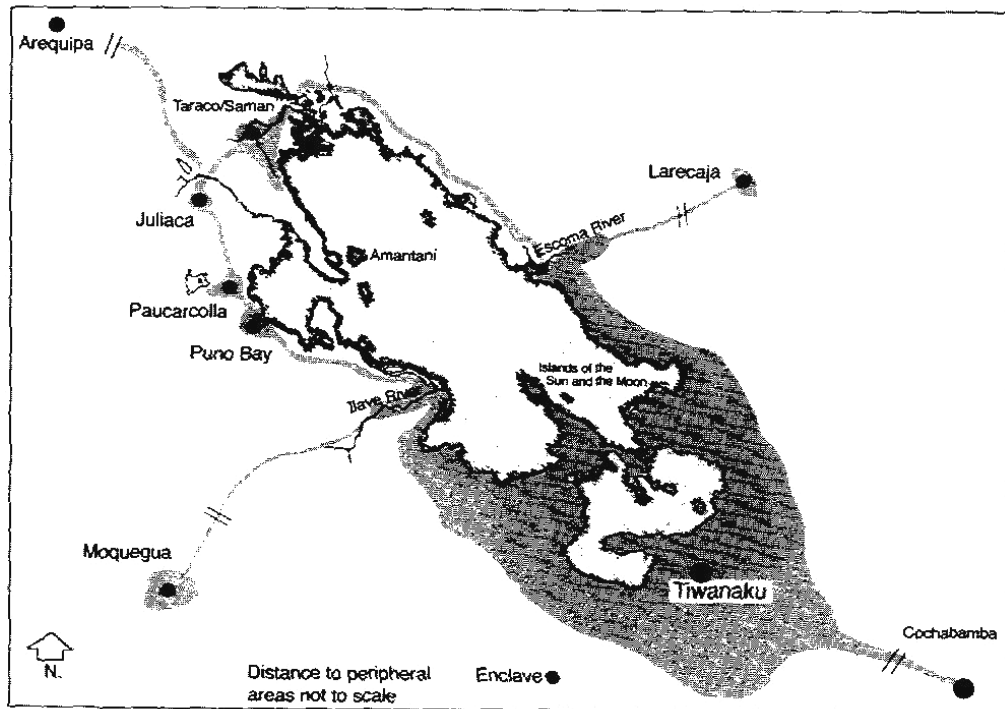 Arequipa
Taraco/Saman
Larecaja
Juliaca
Escoma River
Amantani
Paucarcolla
Puno Bay
Islands of the
Sun and the Moon
Ilave River
Moquegua
Tiwanaku
Cochabamba
N.
Distance to peripheral
areas not to scale
Enclave